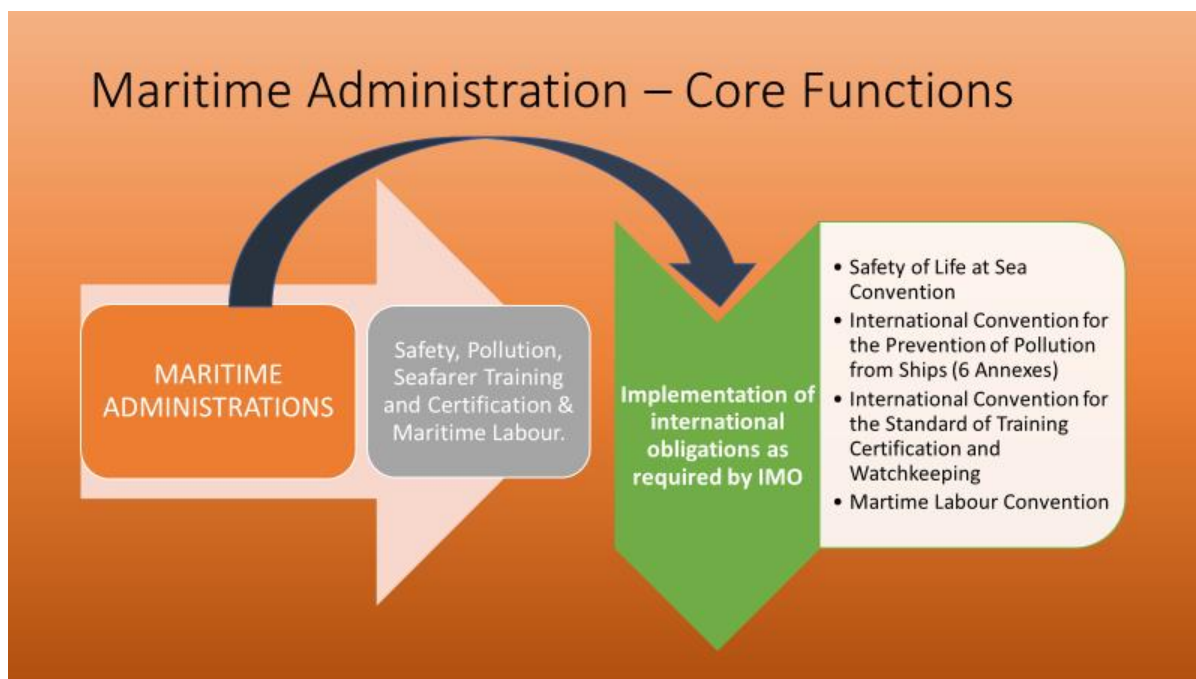 Maritime Administration – Core Functions
MARITIME
ADMINISTRATIONS
Safety, Pollution,
Seafarer Training
and Certification &
Maritime Labour.
Implementation of
international
obligations as
required by IMO
• Safety of Life at Sea
Convention
• International Convention for
the Prevention of Pollution
from Ships (6 Annexes)
• International Convention for
the Standard of Training
Certification and
Watchkeeping
• Martime Labour Convention